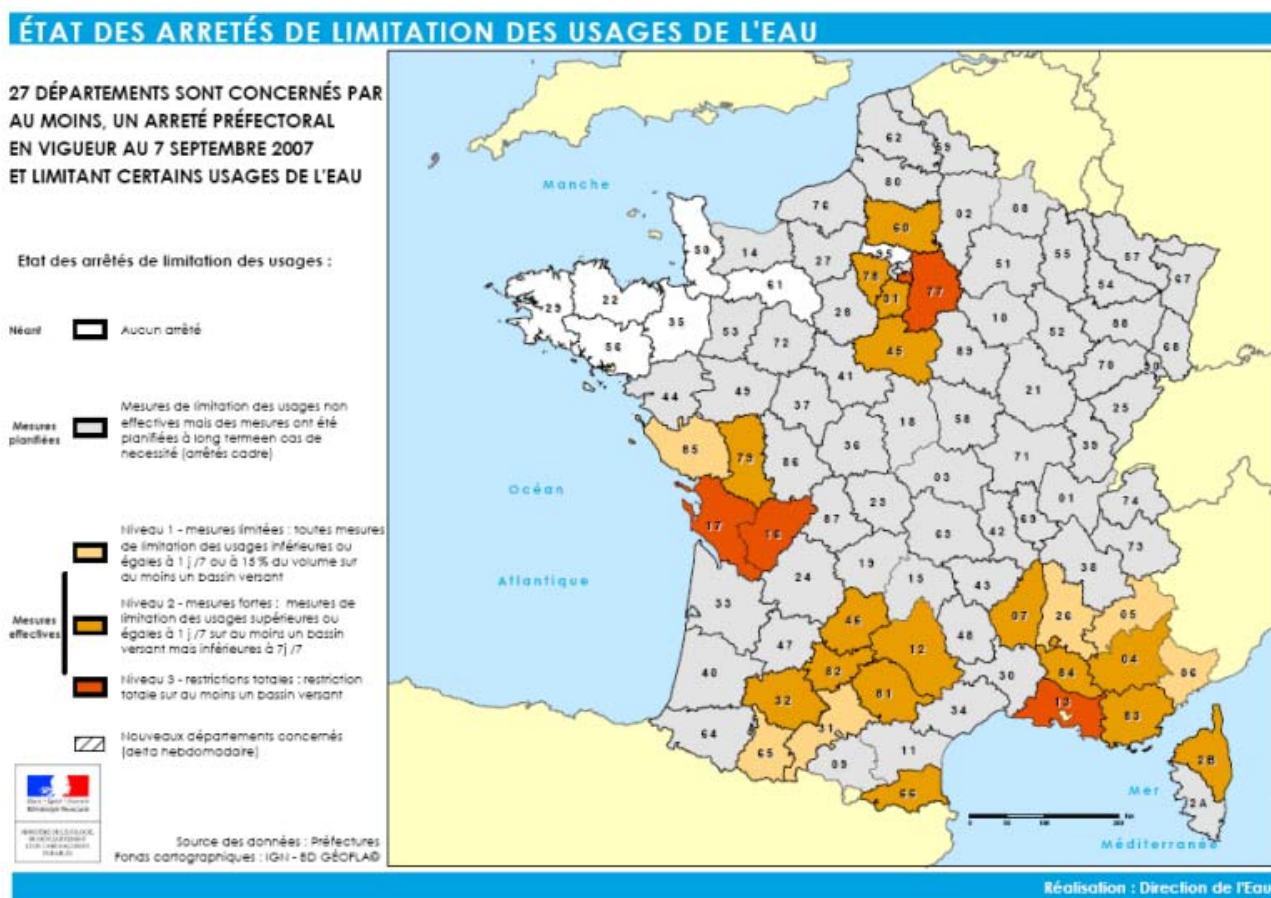 ÉTAT DES ARRETÉS DE LIMITATION DES USAGES DE L'EAU
27 DÉPARTEMENTS SONT CONCERNÉS PAR
AU MOINS, UN ARRETÉ PRÉFECTORAL
EN VIGUEUR AU 7 SEPTEMBRE 2007
ET LIMITANT CERTAINS USAGES DE L'EAU
Etat des arrêtés de limitation des usages :
Néant
Aucun arrêté
Mesures
planifiées
Mesures de limitation des usages non
effectives mais des mesures ont été
planifiées à long termeen cas de
necessité (arrêtés cadre)
Mesures
effectives
Niveau 1 - mesures limitées : toutes mesures
de limitation des usages inférieures ou
égales à 1 j /7 ou à 15 % du volume sur
au moins un bassin versant
Niveau 2 - mesures fortes : mesures de
limitation des usages supérieures ou
égales à 1 j /7 sur au moins un bassin
versant mais inférieures à 7j /7
Niveau 3 - restrictions totales : restriction
totale sur au moins un bassin versant
Nouveaux départements concernés
(delta hebdomadaire)
Source des données : Préfectures
Fonds cartographiques : IGN - BD GÉOFLA©
Manche
Océan
Atlantique
Mer
Méditerranée
62
59
80
76
02
08
60
50
14
27
95
51
55
57
67
78
77
54
61
91
29
22
35
28
10
88
53
56
72
45
52
68
89
70
90
41
44
49
37
21
25
18
58
36
39
85
79
86
71
03
01
74
17
16
87
23
69
42
63
73
19
38
24
15
43
33
46
07
26
05
48
47
12
82
04
84
06
40
30
32
81
13
83
31
34
64
65
11
09
66
2B
2A
Réalisation : Direction de l'Eau